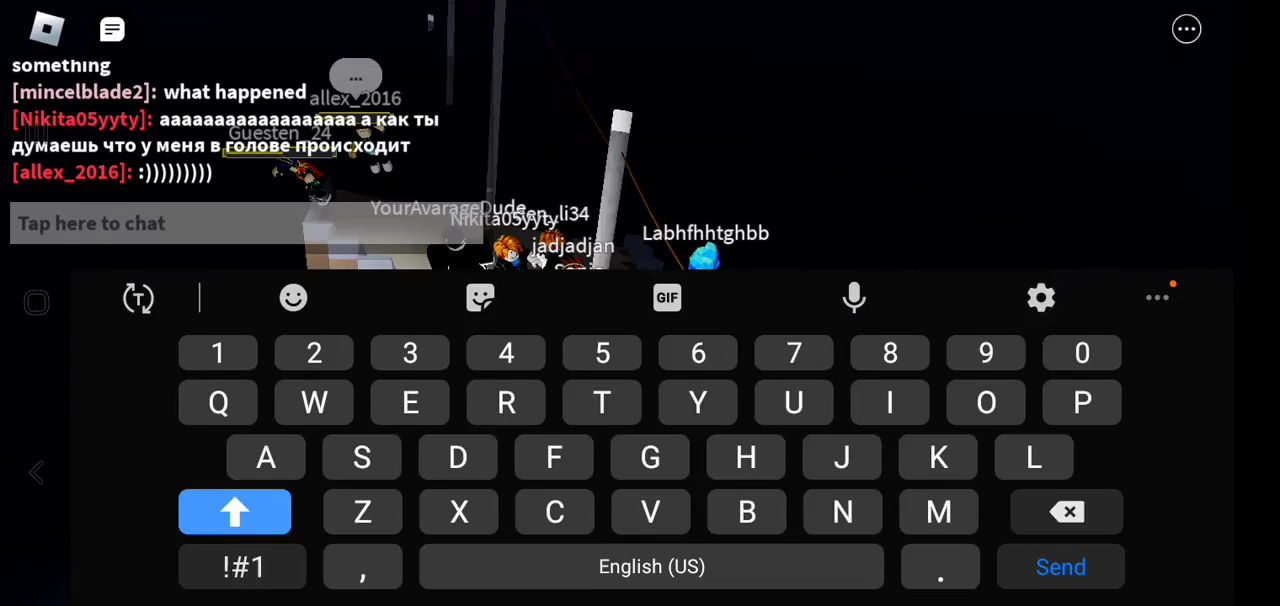 something
[mincelblade2]: what happened
allex_2016
[Nikita05yyty]: аааааааааааааааааа а как ты
Guesten_24
думаешь что у меня в голове происходит
[allex_2016]: :)))))))))
Tap here to chat
YourAvarageDude
Nikita05yyty
_li34
Labhfhhtghbb
jadjadjan
GIF
1 2 3 4 5 6 7 8 9 0
Q W E R T Y U I O P
A S D F G H J K L
Z X C V B N M
!#1 , English (US) . Send